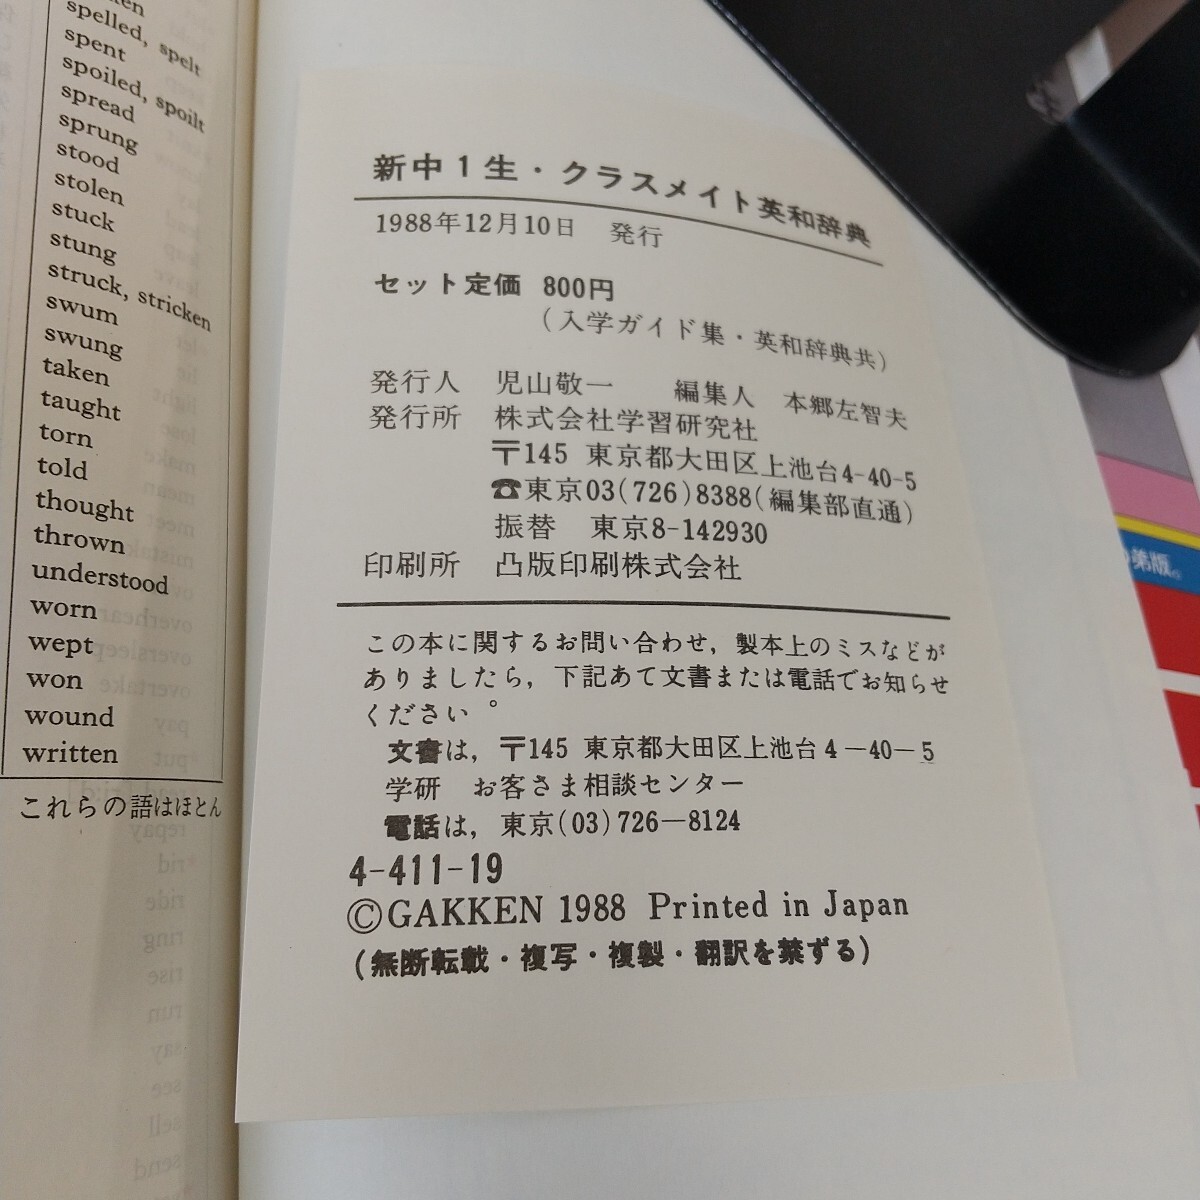 spelled, spelt
spent
spoiled, spoilt
spread
sprung
stood
stolen
stuck
stung
struck, stricken
swum
swung
taken
taught
torn
told
thought
thrown
understood
worn
wept
won
wound
written
これらの語はほとん
新中1生・クラスメイト英和辞典
1988年12月10日 発行
セット定価 800円
(入学ガイド集・英和辞典共)
発行人 児山敬一 編集人 本郷左智夫
発行所 株式会社学習研究社
〒145 東京都大田区上池台4-40-5
☎東京03(726)8388(編集部直通)
振替 東京8-142930
印刷所 凸版印刷株式会社
この本に関するお問い合わせ,製本上のミスなどが
ありましたら,下記あて文書または電話でお知らせ
ください。
文書は,〒145 東京都大田区上池台4－40－5
学研 お客さま相談センター
電話は,東京(03)726－8124
4-411-19
©GAKKEN 1988 Printed in Japan
(無断転載・複写・複製・翻訳を禁ずる)
弟版。